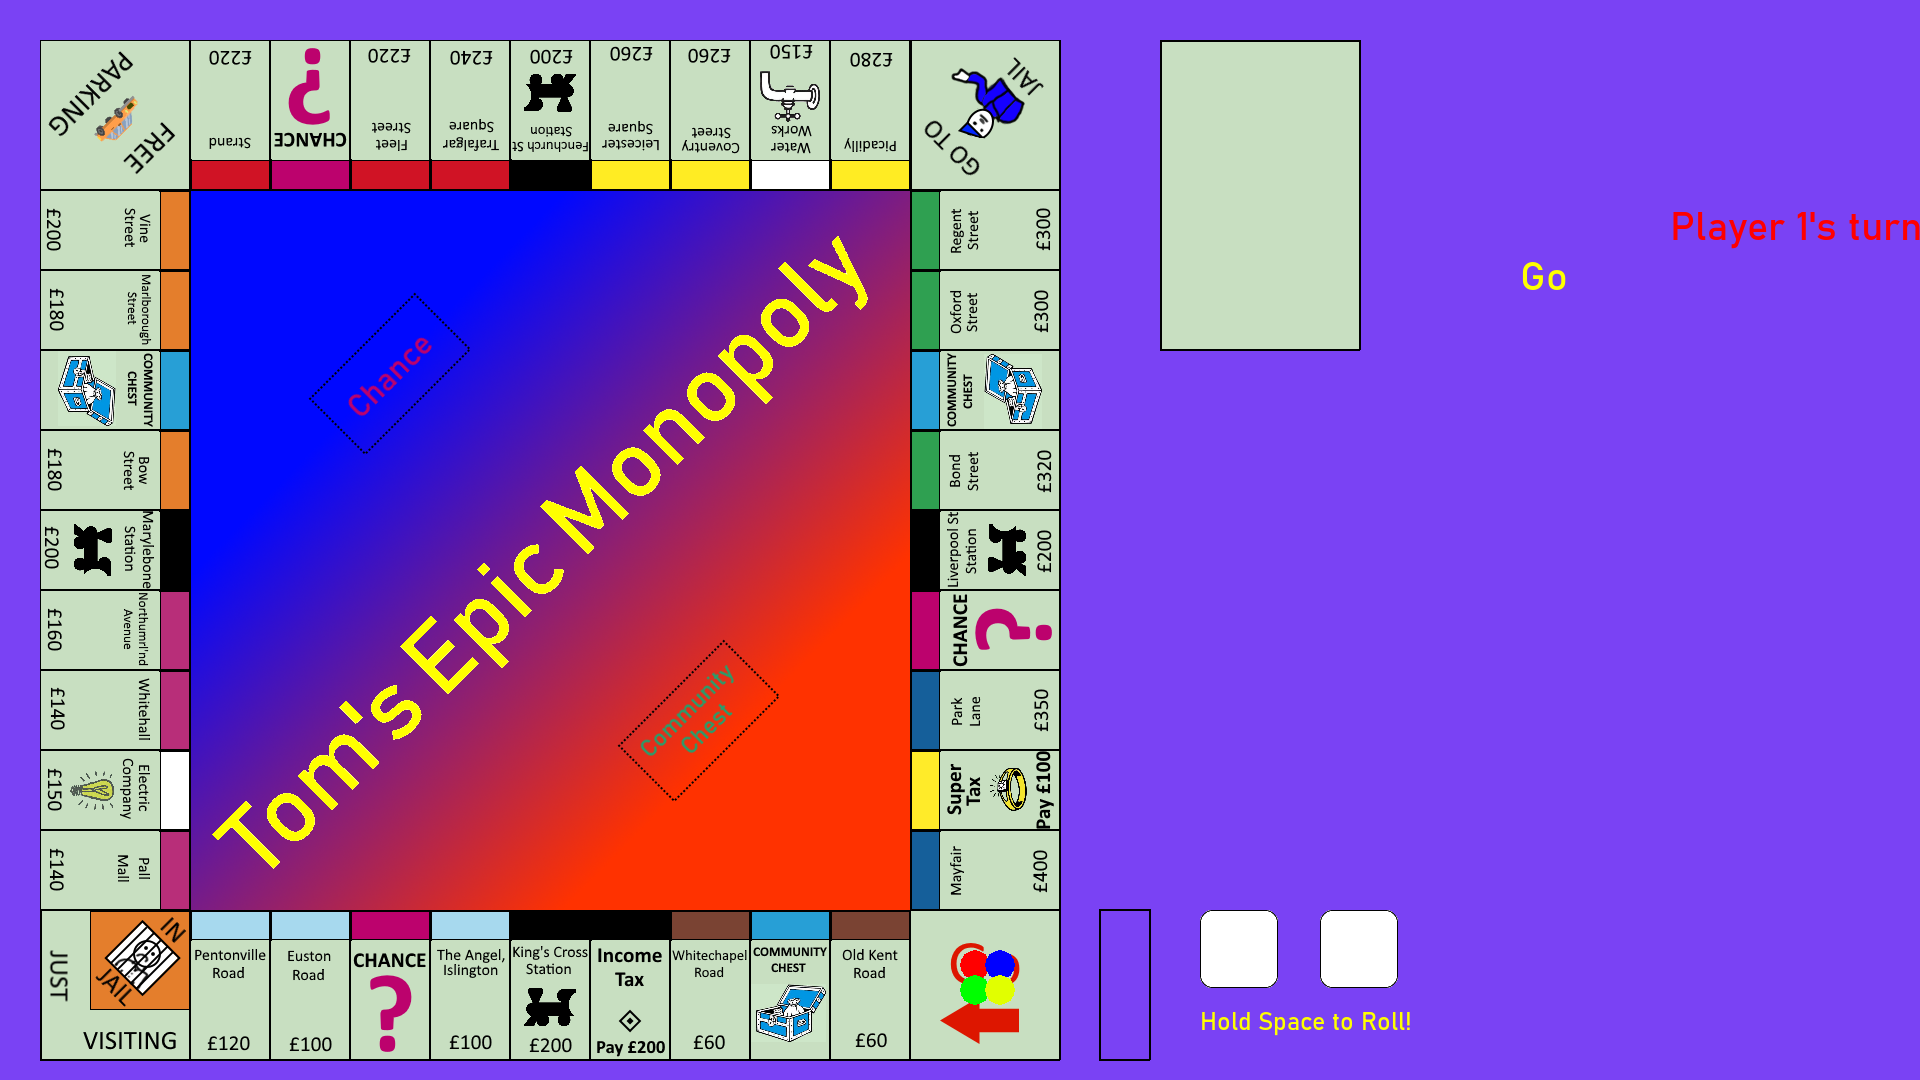 FREE
PARKING
£220
Strand
CHANCE
£220
Fleet
Street
£240
Trafalgar
Square
£200
Fenchurch St
Station
£260
Leicester
Square
£260
Coventry
Street
£150
Water
Works
£280
Picadilly
GO TO
JAIL
Vine
Street
£200
Marlborough
Street
£180
COMMUNITY
CHEST
Bow
Street
£180
Marylebone
Station
£200
Northumrl'nd
Avenue
£160
Whitehall
£140
Electric
Company
£150
Pall
Mall
£140
Regent
Street
£300
Oxford
Street
£300
COMMUNITY
CHEST
Bond
Street
£320
Liverpool St
Station
£200
CHANCE
Park
Lane
£350
Super
Tax
Pay £100
Mayfair
£400
Chance
Tom's Epic Monopoly
Community
Chest
IN
JAIL
JUST
VISITING
Pentonville
Road
£120
Euston
Road
£100
CHANCE
The Angel,
Islington
£100
King's Cross
Station
£200
Income
Tax
Pay £200
Whitechapel
Road
£60
COMMUNITY
CHEST
Old Kent
Road
£60
Player 1's turn
Go
Hold Space to Roll!